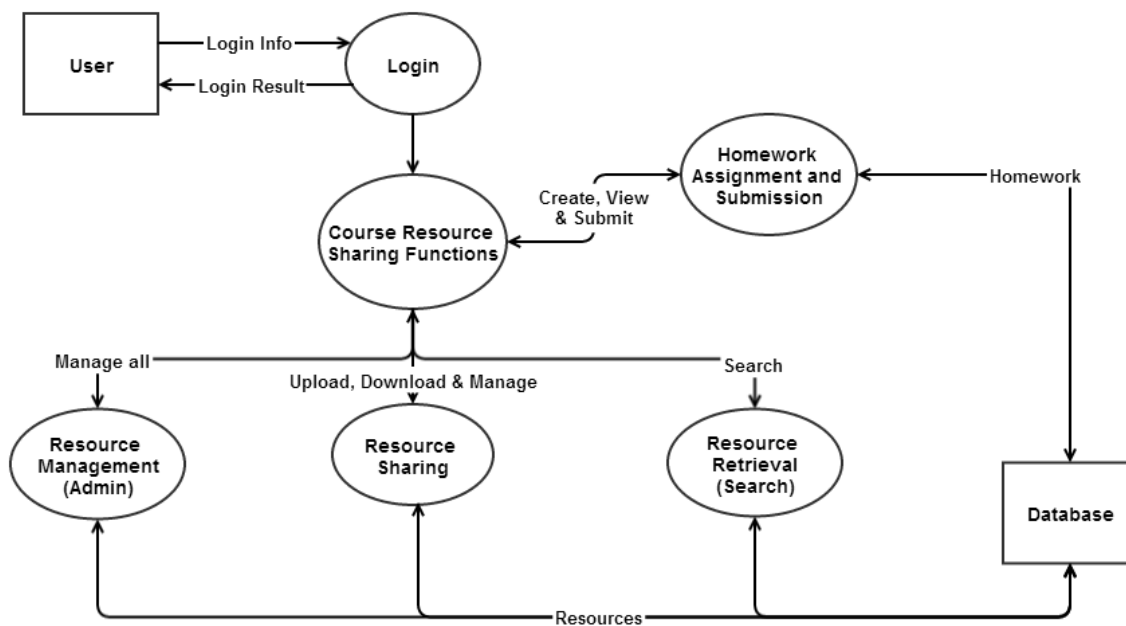 User
Login Info
Login Result
Login
Homework
Assignment and
Submission
Homework
Create, View
& Submit
Course Resource
Sharing Functions
Manage all
Upload, Download & Manage
Search
Resource
Management
(Admin)
Resource
Sharing
Resource
Retrieval
(Search)
Database
Resources